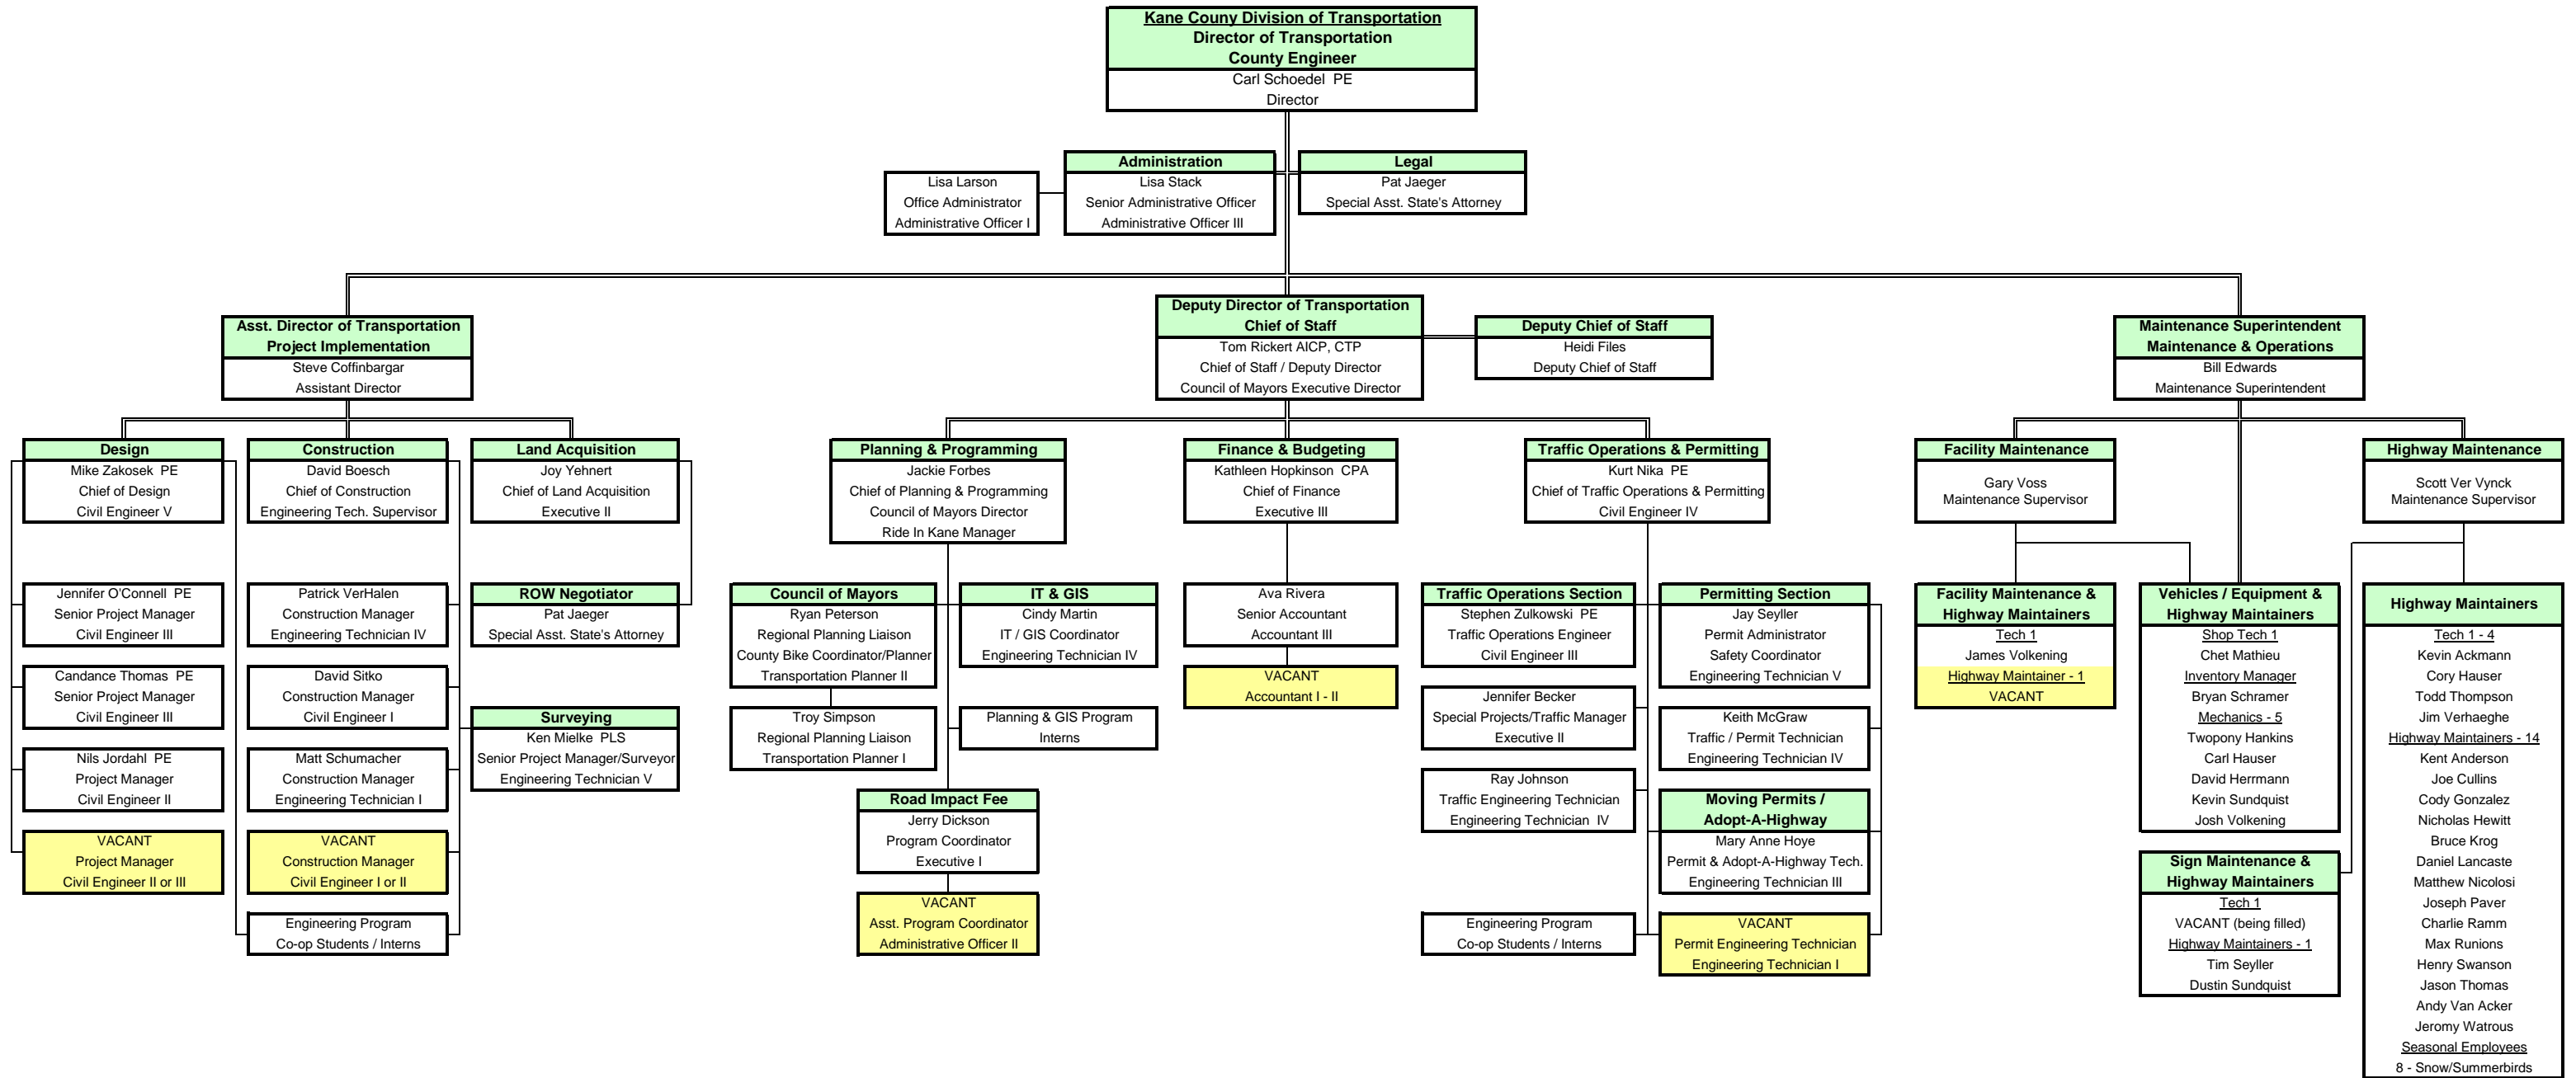 Kane Couny Division of Transportation
Director of Transportation
County Engineer
Carl Schoedel PE
Director
Lisa Larson
Office Administrator
Administrative Officer I
Administration
Lisa Stack
Senior Administrative Officer
Administrative Officer III
Legal
Pat Jaeger
Special Asst. State's Attorney
Asst. Director of Transportation
Project Implementation
Steve Coffinbargar
Assistant Director
Deputy Director of Transportation
Chief of Staff
Tom Rickert AICP, CTP
Chief of Staff / Deputy Director
Council of Mayors Executive Director
Deputy Chief of Staff
Heidi Files
Deputy Chief of Staff
Maintenance Superintendent
Maintenance & Operations
Bill Edwards
Maintenance Superintendent
Design
Mike Zakosek PE
Chief of Design
Civil Engineer V
Jennifer O'Connell PE
Senior Project Manager
Civil Engineer III
Candance Thomas PE
Senior Project Manager
Civil Engineer III
Nils Jordahl PE
Project Manager
Civil Engineer II
VACANT
Project Manager
Civil Engineer II or III
Construction
David Boesch
Chief of Construction
Engineering Tech. Supervisor
Patrick VerHalen
Construction Manager
Engineering Technician IV
David Sitko
Construction Manager
Civil Engineer I
Matt Schumacher
Construction Manager
Engineering Technician I
VACANT
Construction Manager
Civil Engineer I or II
Engineering Program
Co-op Students / Interns
Land Acquisition
Joy Yehnert
Chief of Land Acquisition
Executive II
ROW Negotiator
Pat Jaeger
Special Asst. State's Attorney
Surveying
Ken Mielke PLS
Senior Project Manager/Surveyor
Engineering Technician V
Planning & Programming
Jackie Forbes
Chief of Planning & Programming
Council of Mayors Director
Ride In Kane Manager
Council of Mayors
Ryan Peterson
Regional Planning Liaison
County Bike Coordinator/Planner
Transportation Planner II
Troy Simpson
Regional Planning Liaison
Transportation Planner I
IT & GIS
Cindy Martin
IT / GIS Coordinator
Engineering Technician IV
Planning & GIS Program
Interns
Road Impact Fee
Jerry Dickson
Program Coordinator
Executive I
VACANT
Asst. Program Coordinator
Administrative Officer II
Finance & Budgeting
Kathleen Hopkinson CPA
Chief of Finance
Executive III
Ava Rivera
Senior Accountant
Accountant III
VACANT
Accountant I - II
Traffic Operations & Permitting
Kurt Nika PE
Chief of Traffic Operations & Permitting
Civil Engineer IV
Traffic Operations Section
Stephen Zulkowski PE
Traffic Operations Engineer
Civil Engineer III
Jennifer Becker
Special Projects/Traffic Manager
Executive II
Ray Johnson
Traffic Engineering Technician
Engineering Technician IV
Engineering Program
Co-op Students / Interns
Permitting Section
Jay Seyller
Permit Administrator
Safety Coordinator
Engineering Technician V
Keith McGraw
Traffic / Permit Technician
Engineering Technician IV
Moving Permits /
Adopt-A-Highway
Mary Anne Hoye
Permit & Adopt-A-Highway Tech.
Engineering Technician III
VACANT
Permit Engineering Technician
Engineering Technician I
Facility Maintenance
Gary Voss
Maintenance Supervisor
Facility Maintenance &
Highway Maintainers
Tech 1
James Volkening
Highway Maintainer - 1
VACANT
Vehicles / Equipment &
Highway Maintainers
Shop Tech 1
Chet Mathieu
Inventory Manager
Bryan Schramer
Mechanics - 5
Twopony Hankins
Carl Hauser
David Herrmann
Kevin Sundquist
Josh Volkening
Sign Maintenance &
Highway Maintainers
Tech 1
VACANT (being filled)
Highway Maintainers - 1
Tim Seyller
Dustin Sundquist
Highway Maintenance
Scott Ver Vynck
Maintenance Supervisor
Highway Maintainers
Tech 1 - 4
Kevin Ackmann
Cory Hauser
Todd Thompson
Jim Verhaeghe
Highway Maintainers - 14
Kent Anderson
Joe Cullins
Cody Gonzalez
Nicholas Hewitt
Bruce Krog
Daniel Lancaste
Matthew Nicolosi
Joseph Paver
Charlie Ramm
Max Runions
Henry Swanson
Jason Thomas
Andy Van Acker
Jeromy Watrous
Seasonal Employees
8 - Snow/Summerbirds